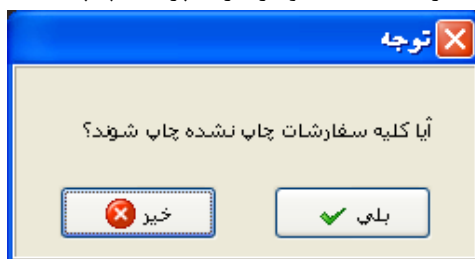 توجه
آیا کلیه سفارشات چاپ نشده چاپ شوند؟
بلي
خیر